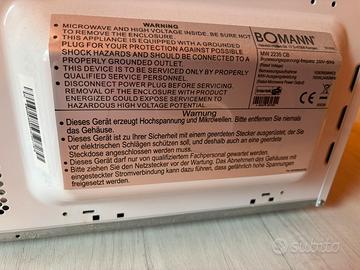 • MICROWAVE AND HIGH VOLTAGE INSIDE. BE SURE NOT
TO REMOVE THE ENCLOSURE.
• THIS APPLIANCE IS EQUIPPED WITH A GROUNDED
PLUG FOR YOUR PROTECTION AGAINST POSSIBLE
SHOCK AND SHOULD BE CONNECTED TO A
PROPERLY GROUNDED OUTLET.
• THIS DEVICE IS TO BE SERVICED ONLY BY PROPERLY
QUALIFIED SERVICE PERSONNEL.
• DISCONNECT POWER PLUG BEFORE SERVICING.
REMOVAL OF THE ENCLOSURE WITH THE PRODUCT
ENERGIZED COULD EXPOSE SERVICEMEN TO
HAZARDOUS HIGH VOLTAGE POTENTIAL.
BOMANN
MW 2235 CB
Warnung
• Dieses Gerät erzeugt Hochspannung und Mikrowellen. Bitte entfernen Sie niemals
das Gehäuse.
• Dieses Gerät ist zu Ihrer Sicherheit mit einem geerdeten Stecker ausgerüstet, der Sie
vor elektrischen Schlägen schützen soll, und deshalb auch an eine geerdete
Steckdose angeschlossen werden muss.
• Dieses Gerät darf nur von qualifiziertem Fachpersonal gewartet werden.
• Bitte ziehen Sie den Netzstecker vor der Wartung. Das Abnehmen des Gehäuses mit
eingesteckter Stromverbindung kann dazu führen, dass gefährlich hohe Spannungen
freigesetzt werden.
subito